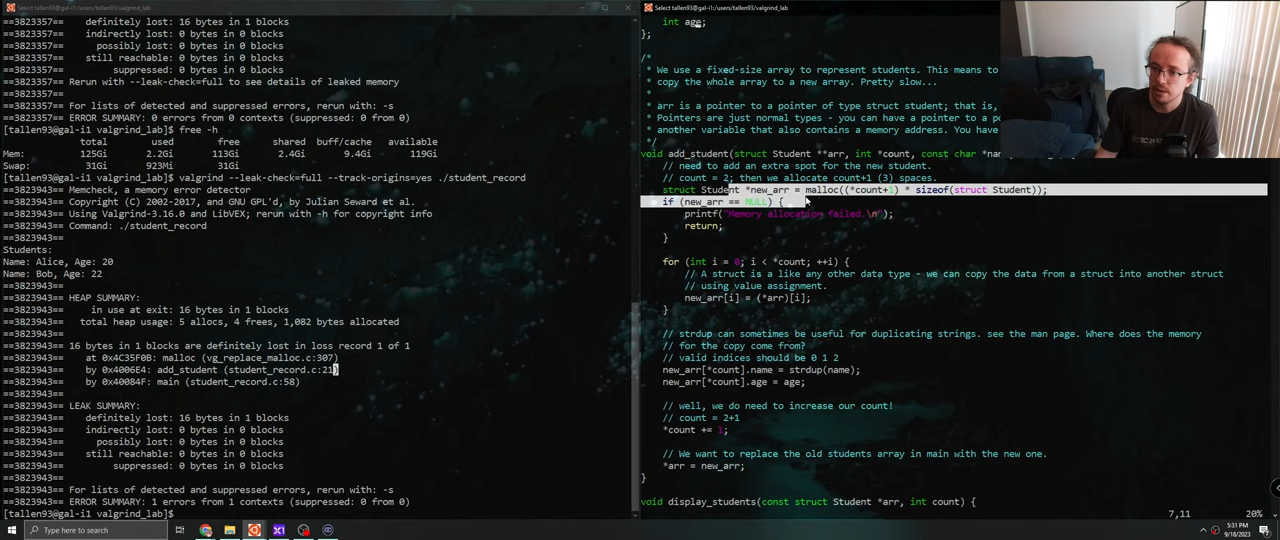 Select tallen93@gal-i1:/users/tallen93/valgrind_lab
==3823357==    definitely lost: 16 bytes in 1 blocks
==3823357==    indirectly lost: 0 bytes in 0 blocks
==3823357==      possibly lost: 0 bytes in 0 blocks
==3823357==    still reachable: 0 bytes in 0 blocks
==3823357==         suppressed: 0 bytes in 0 blocks
==3823357== Rerun with --leak-check=full to see details of leaked memory
==3823357==
==3823357== For lists of detected and suppressed errors, rerun with: -s
==3823357== ERROR SUMMARY: 0 errors from 0 contexts (suppressed: 0 from 0)
[tallen93@gal-i1 valgrind_lab]$ free -h
total used free shared buff/cache available
Mem: 125Gi 2.2Gi 113Gi 2.4Gi 9.4Gi 119Gi
Swap: 31Gi 923Mi 31Gi
[tallen93@gal-i1 valgrind_lab]$ valgrind --leak-check=full --track-origins=yes ./student_record
==3823943== Memcheck, a memory error detector
==3823943== Copyright (C) 2002-2017, and GNU GPL'd, by Julian Seward et al.
==3823943== Using Valgrind-3.16.0 and LibVEX; rerun with -h for copyright info
==3823943== Command: ./student_record
==3823943==
Students:
Name: Alice, Age: 20
Name: Bob, Age: 22
==3823943==
==3823943== HEAP SUMMARY:
==3823943==     in use at exit: 16 bytes in 1 blocks
==3823943==   total heap usage: 5 allocs, 4 frees, 1,082 bytes allocated
==3823943==
==3823943== 16 bytes in 1 blocks are definitely lost in loss record 1 of 1
==3823943==    at 0x4C35F0B: malloc (vg_replace_malloc.c:307)
==3823943==    by 0x4006E4: add_student (student_record.c:21)
==3823943==    by 0x40084F: main (student_record.c:58)
==3823943==
==3823943== LEAK SUMMARY:
==3823943==    definitely lost: 16 bytes in 1 blocks
==3823943==    indirectly lost: 0 bytes in 0 blocks
==3823943==      possibly lost: 0 bytes in 0 blocks
==3823943==    still reachable: 0 bytes in 0 blocks
==3823943==         suppressed: 0 bytes in 0 blocks
==3823943==
==3823943== For lists of detected and suppressed errors, rerun with: -s
==3823943== ERROR SUMMARY: 1 errors from 1 contexts (suppressed: 0 from 0)
[tallen93@gal-i1 valgrind_lab]$
Select tallen93@gal-i1:/users/tallen93/valgrind_lab
int age;
};
/*
* We use a fixed-size array to represent students. This means to
* copy the whole array to a new array. Pretty slow...
*
* arr is a pointer to a pointer of type struct student; that is,
* Pointers are just normal types - you can have a pointer to a po
* another variable that also contains a memory address. You have
void add_student(struct Student **arr, int *count, const char *na
// need to add an extra spot for the new student.
// count = 2; then we allocate count+1 (3) spaces.
struct Student *new_arr = malloc((*count+1) * sizeof(struct Student));
if (new_arr == NULL) {
printf("Memory allocation failed.\n");
return;
}
for (int i = 0; i < *count; ++i) {
// A struct is a like any other data type - we can copy the data from a struct into another struct
// using value assignment.
new_arr[i] = (*arr)[i];
}
// strdup can sometimes be useful for duplicating strings. see the man page. Where does the memory
// for the copy come from?
// valid indices should be 0 1 2
new_arr[*count].name = strdup(name);
new_arr[*count].age = age;
// well, we do need to increase our count!
// count = 2+1
*count += 1;
// We want to replace the old students array in main with the new one.
*arr = new_arr;
}
void display_students(const struct Student *arr, int count) {
7,11 20%
Type here to search
5:31 PM
9/18/2023